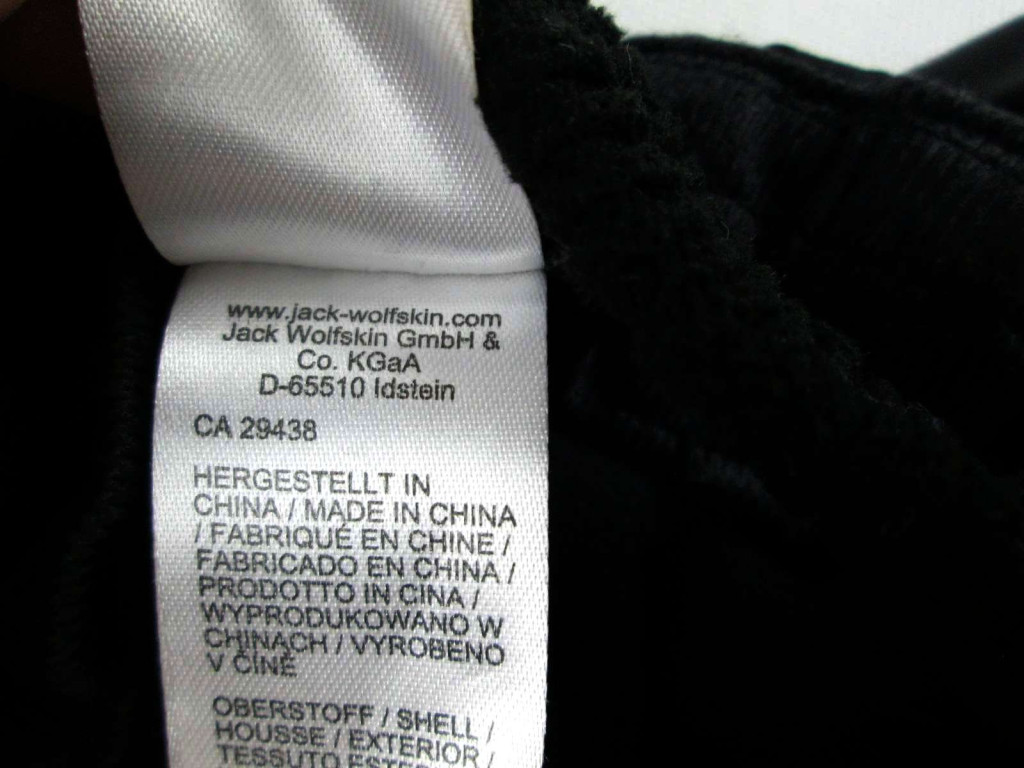 www.jack-wolfskin.com
Jack Wolfskin GmbH &
Co. KGaA
D-65510 Idstein
CA 29438
HERGESTELLT IN
CHINA / MADE IN CHINA
/ FABRIQUÉ EN CHINE /
FABRICADO EN CHINA /
PRODOTTO IN CINA /
WYPRODUKOWANO W
CHINACH / VYROBENO
V ČÍNĚ
OBERSTOFF / SHELL /
HOUSSE / EXTERIOR /
TESSUTO